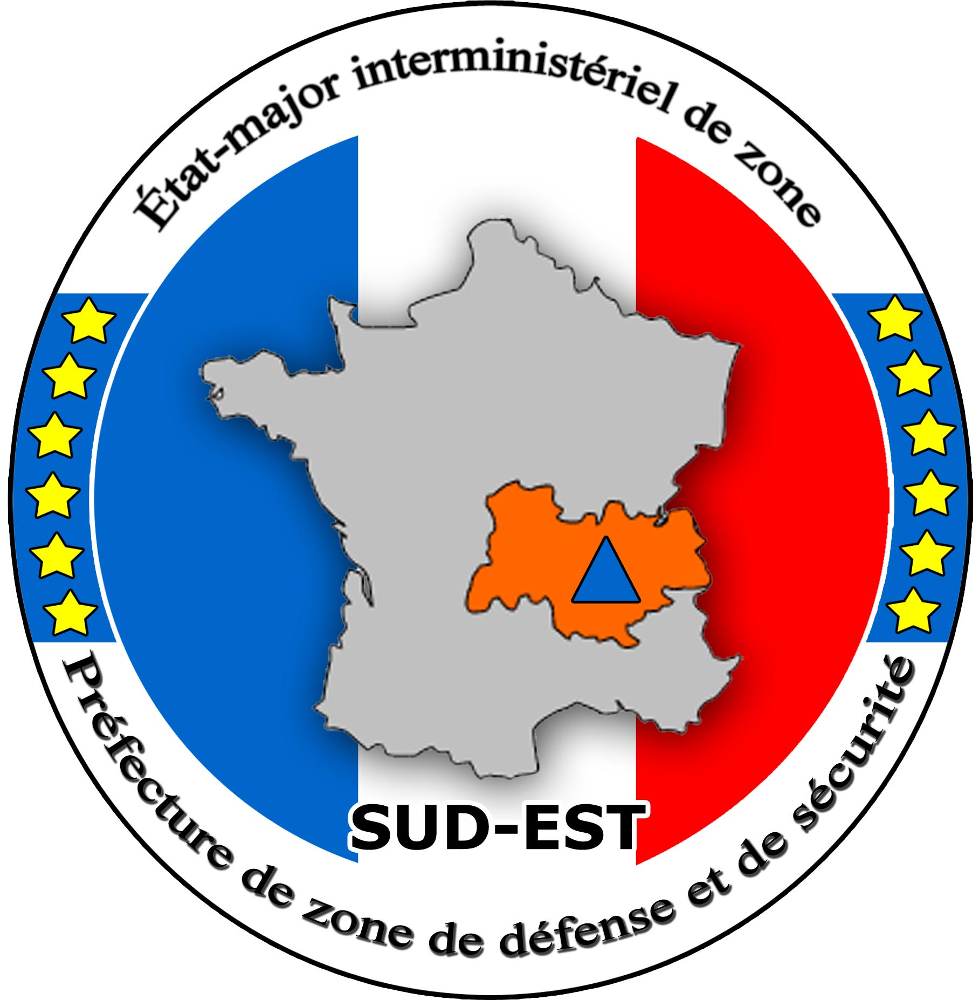 État-major interministériel de zone
SUD-EST
Préfecture de zone de défense et de sécurité